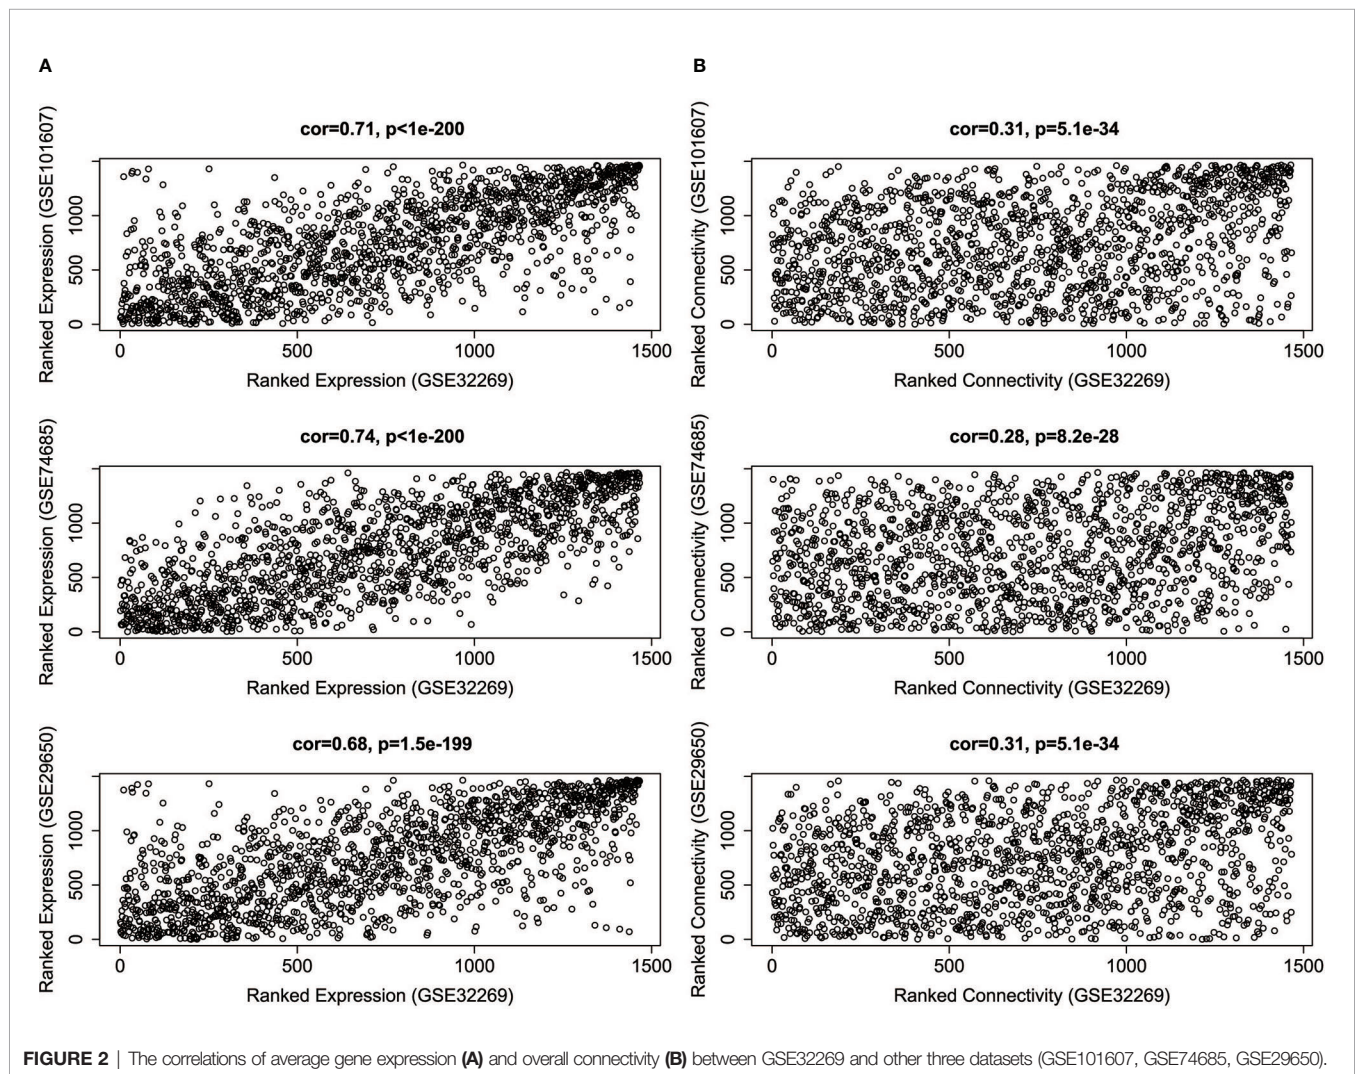 A
B
cor=0.71, p<1e-200
Ranked Expression (GSE101607)
0
500
1000
0
500
1000
1500
Ranked Expression (GSE32269)
cor=0.31, p=5.1e-34
Ranked Connectivity (GSE101607)
0
500
1000
0
500
1000
1500
Ranked Connectivity (GSE32269)
cor=0.74, p<1e-200
Ranked Expression (GSE74685)
0
500
1000
0
500
1000
1500
Ranked Expression (GSE32269)
cor=0.28, p=8.2e-28
Ranked Connectivity (GSE74685)
0
500
1000
0
500
1000
1500
Ranked Connectivity (GSE32269)
cor=0.68, p=1.5e-199
Ranked Expression (GSE29650)
0
500
1000
0
500
1000
1500
Ranked Expression (GSE32269)
cor=0.31, p=5.1e-34
Ranked Connectivity (GSE29650)
0
500
1000
0
500
1000
1500
Ranked Connectivity (GSE32269)
FIGURE 2 | The correlations of average gene expression (A) and overall connectivity (B) between GSE32269 and other three datasets (GSE101607, GSE74685, GSE29650).